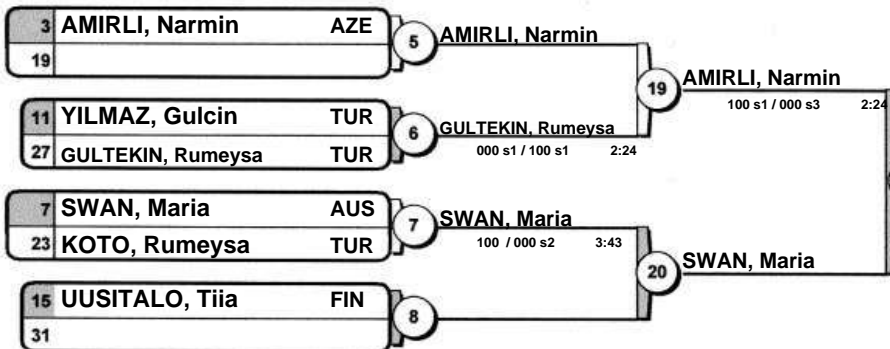 3 AMIRLI, Narmin AZE
19
5 AMIRLI, Narmin
11 YILMAZ, Gulcin TUR
27 GULTEKIN, Rumeysa TUR
6 GULTEKIN, Rumeysa
000 s1 / 100 s1 2:24
19 AMIRLI, Narmin
100 s1 / 000 s3 2:24
7 SWAN, Maria AUS
23 KOTO, Rumeysa TUR
7 SWAN, Maria
100 / 000 s2 3:43
15 UUSITALO, Tiia FIN
31
8
20 SWAN, Maria